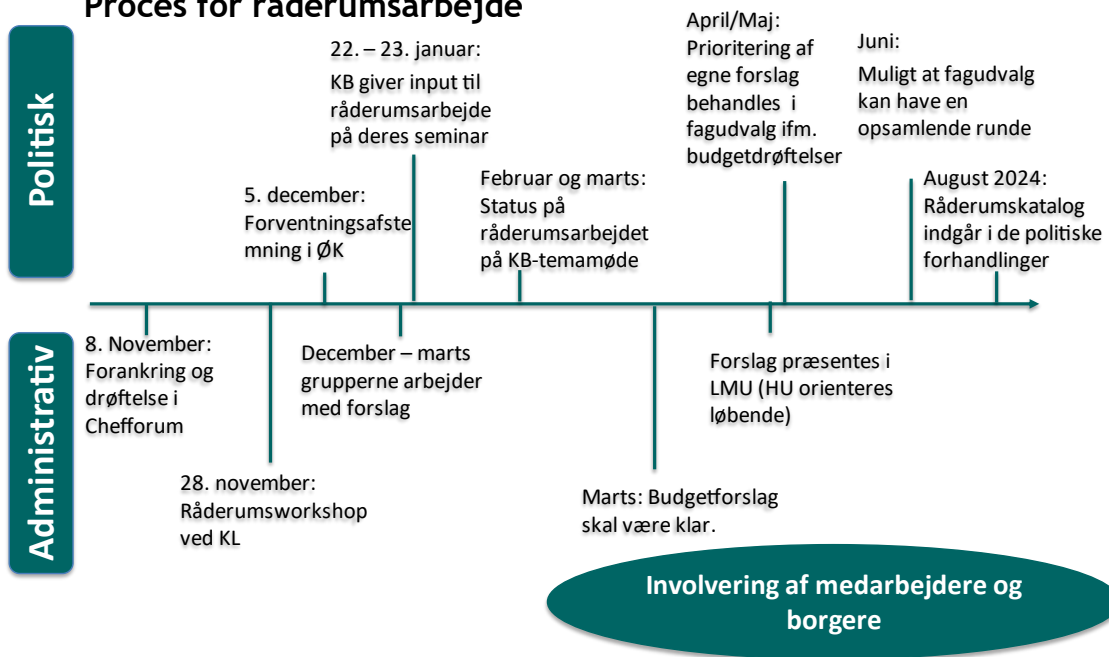 Proces for råderumsarbejde
Politisk
22. – 23. januar:
KB giver input til
råderumsarbejde
på deres seminar
April/Maj:
Prioritering af
egne forslag
behandles i
fagudvalg ifm.
budgetdrøftelser
Juni:
Muligt at fagudvalg
kan have en
opsamlende runde
5. december:
Forventningsafste
mning i ØK
Februar og marts:
Status på
råderumsarbejdet
på KB-temamøde
August 2024:
Råderumskatalog
indgår i de politiske
forhandlinger
Administrativ
8. November:
Forankring og
drøftelse i
Chefforum
December – marts
grupperne arbejder
med forslag
Forslag præsentes i
LMU (HU orienteres
løbende)
28. november:
Råderumsworkshop
ved KL
Marts: Budgetforslag
skal være klar.
Involvering af medarbejdere og
borgere